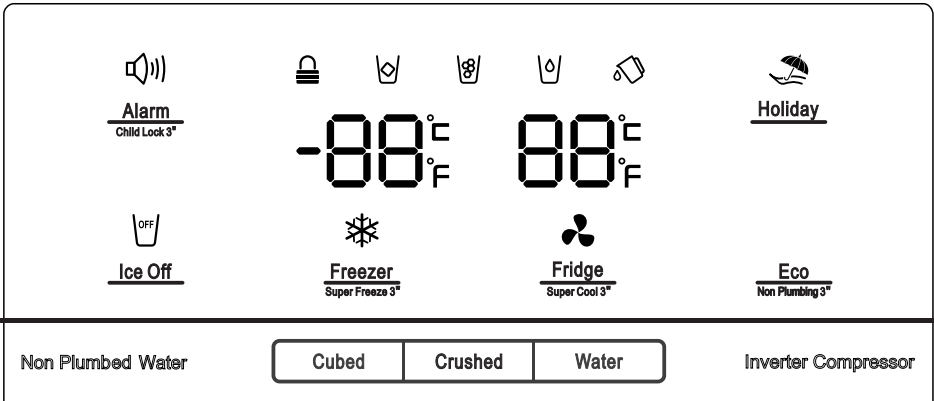 Alarm
Child Lock 3"
-88°C
°F
88°C
°F
Holiday
OFF
Ice Off
Freezer
Super Freeze 3"
Fridge
Super Cool 3"
Eco
Non Plumbing 3"
Non Plumbed Water
Cubed
Crushed
Water
Inverter Compressor